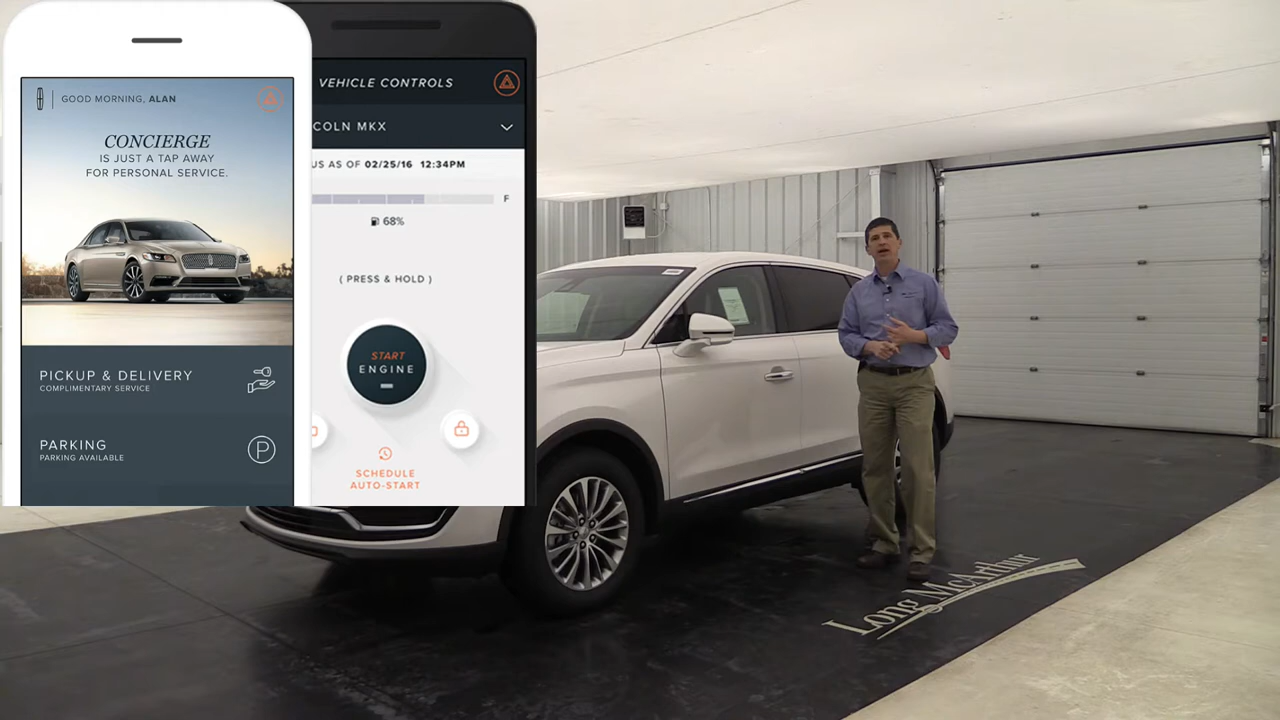 GOOD MORNING, ALAN
CONCIERGE
IS JUST A TAP AWAY
FOR PERSONAL SERVICE.
PICKUP & DELIVERY
COMPLIMENTARY SERVICE
PARKING
PARKING AVAILABLE
P
VEHICLE CONTROLS
COLN MKX
US AS OF 02/25/16 12:34PM
F
68%
( PRESS & HOLD )
START
ENGINE
SCHEDULE
AUTO-START
Long McArthur